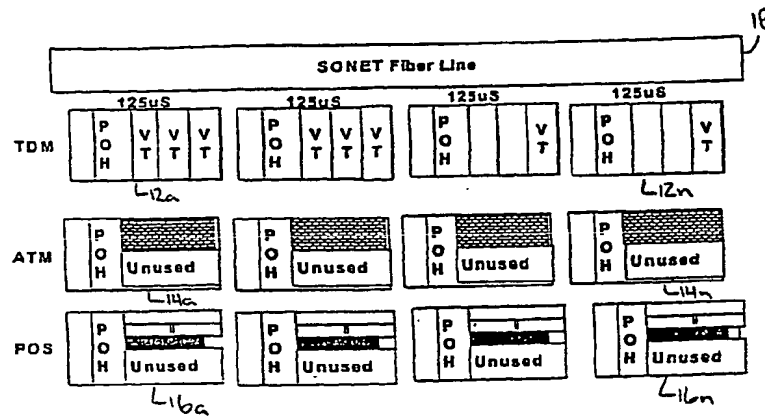 18
SONET Fiber Line
125uS 125uS 125uS 125uS
TDM POH VT VT VT POH VT VT VT POH VT POH VT
12a 12n
ATM POH Unused POH Unused POH Unused POH Unused
14a 14n
POS POH Unused POH Unused POH Unused POH Unused
16a 16n